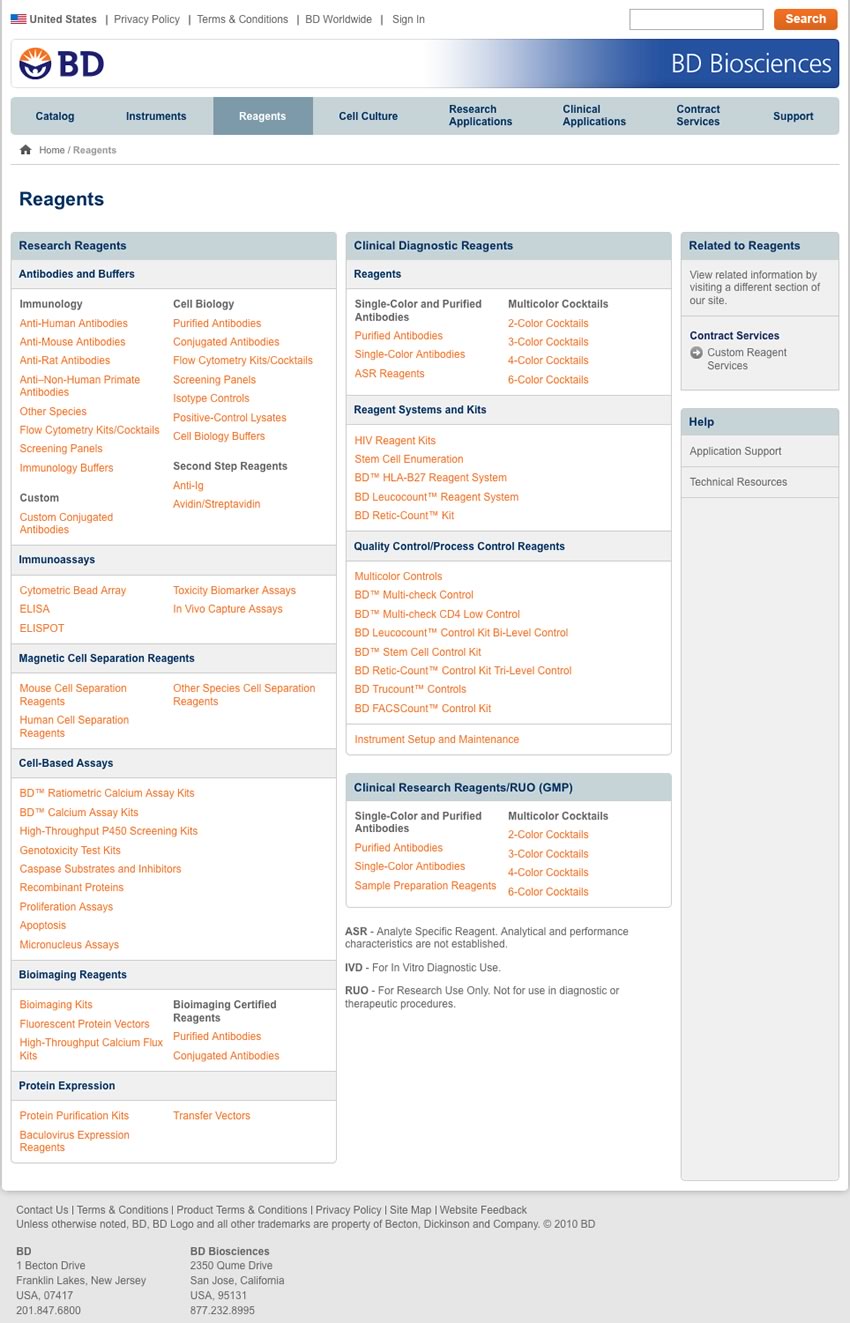 United States | Privacy Policy | Terms & Conditions | BD Worldwide | Sign In
Search
BD
BD Biosciences
Catalog
Instruments
Reagents
Cell Culture
Research
Applications
Clinical
Applications
Contract
Services
Support
Home / Reagents
Reagents
Research Reagents
Antibodies and Buffers
Immunology
Anti-Human Antibodies
Anti-Mouse Antibodies
Anti-Rat Antibodies
Anti–Non-Human Primate
Antibodies
Other Species
Flow Cytometry Kits/Cocktails
Screening Panels
Immunology Buffers
Custom
Custom Conjugated
Antibodies
Cell Biology
Purified Antibodies
Conjugated Antibodies
Flow Cytometry Kits/Cocktails
Screening Panels
Isotype Controls
Positive-Control Lysates
Cell Biology Buffers
Second Step Reagents
Anti-Ig
Avidin/Streptavidin
Immunoassays
Cytometric Bead Array
ELISA
ELISPOT
Toxicity Biomarker Assays
In Vivo Capture Assays
Magnetic Cell Separation Reagents
Mouse Cell Separation
Reagents
Human Cell Separation
Reagents
Other Species Cell Separation
Reagents
Cell-Based Assays
BD™ Ratiometric Calcium Assay Kits
BD™ Calcium Assay Kits
High-Throughput P450 Screening Kits
Genotoxicity Test Kits
Caspase Substrates and Inhibitors
Recombinant Proteins
Proliferation Assays
Apoptosis
Micronucleus Assays
Bioimaging Reagents
Bioimaging Kits
Fluorescent Protein Vectors
High-Throughput Calcium Flux
Kits
Bioimaging Certified
Reagents
Purified Antibodies
Conjugated Antibodies
Protein Expression
Protein Purification Kits
Baculovirus Expression
Reagents
Transfer Vectors
Clinical Diagnostic Reagents
Reagents
Single-Color and Purified
Antibodies
Purified Antibodies
Single-Color Antibodies
ASR Reagents
Multicolor Cocktails
2-Color Cocktails
3-Color Cocktails
4-Color Cocktails
6-Color Cocktails
Reagent Systems and Kits
HIV Reagent Kits
Stem Cell Enumeration
BD™ HLA-B27 Reagent System
BD Leucocount™ Reagent System
BD Retic-Count™ Kit
Quality Control/Process Control Reagents
Multicolor Controls
BD™ Multi-check Control
BD™ Multi-check CD4 Low Control
BD Leucocount™ Control Kit Bi-Level Control
BD™ Stem Cell Control Kit
BD Retic-Count™ Control Kit Tri-Level Control
BD Trucount™ Controls
BD FACSCount™ Control Kit
Instrument Setup and Maintenance
Clinical Research Reagents/RUO (GMP)
Single-Color and Purified
Antibodies
Purified Antibodies
Single-Color Antibodies
Sample Preparation Reagents
Multicolor Cocktails
2-Color Cocktails
3-Color Cocktails
4-Color Cocktails
6-Color Cocktails
ASR - Analyte Specific Reagent. Analytical and performance
characteristics are not established.
IVD - For In Vitro Diagnostic Use.
RUO - For Research Use Only. Not for use in diagnostic or
therapeutic procedures.
Related to Reagents
View related information by
visiting a different section of
our site.
Contract Services
Custom Reagent
Services
Help
Application Support
Technical Resources
Contact Us | Terms & Conditions | Product Terms & Conditions | Privacy Policy | Site Map | Website Feedback
Unless otherwise noted, BD, BD Logo and all other trademarks are property of Becton, Dickinson and Company. © 2010 BD
BD
1 Becton Drive
Franklin Lakes, New Jersey
USA, 07417
201.847.6800
BD Biosciences
2350 Qume Drive
San Jose, California
USA, 95131
877.232.8995